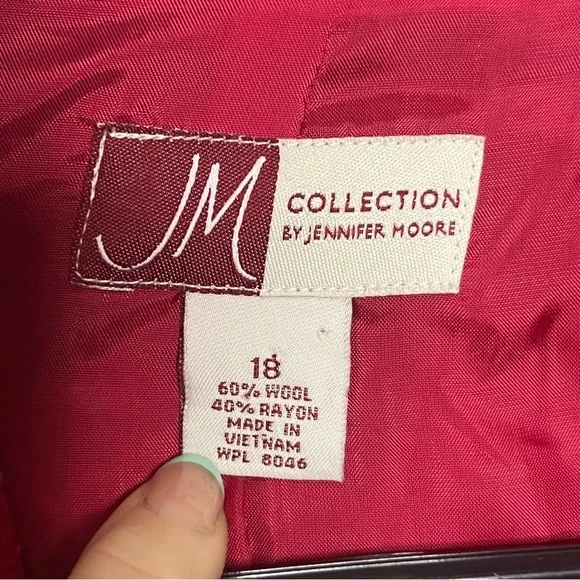 JM
COLLECTION
BY JENNIFER MOORE
18
60% WOOL
40% RAYON
MADE IN
VIETNAM
WPL 8046